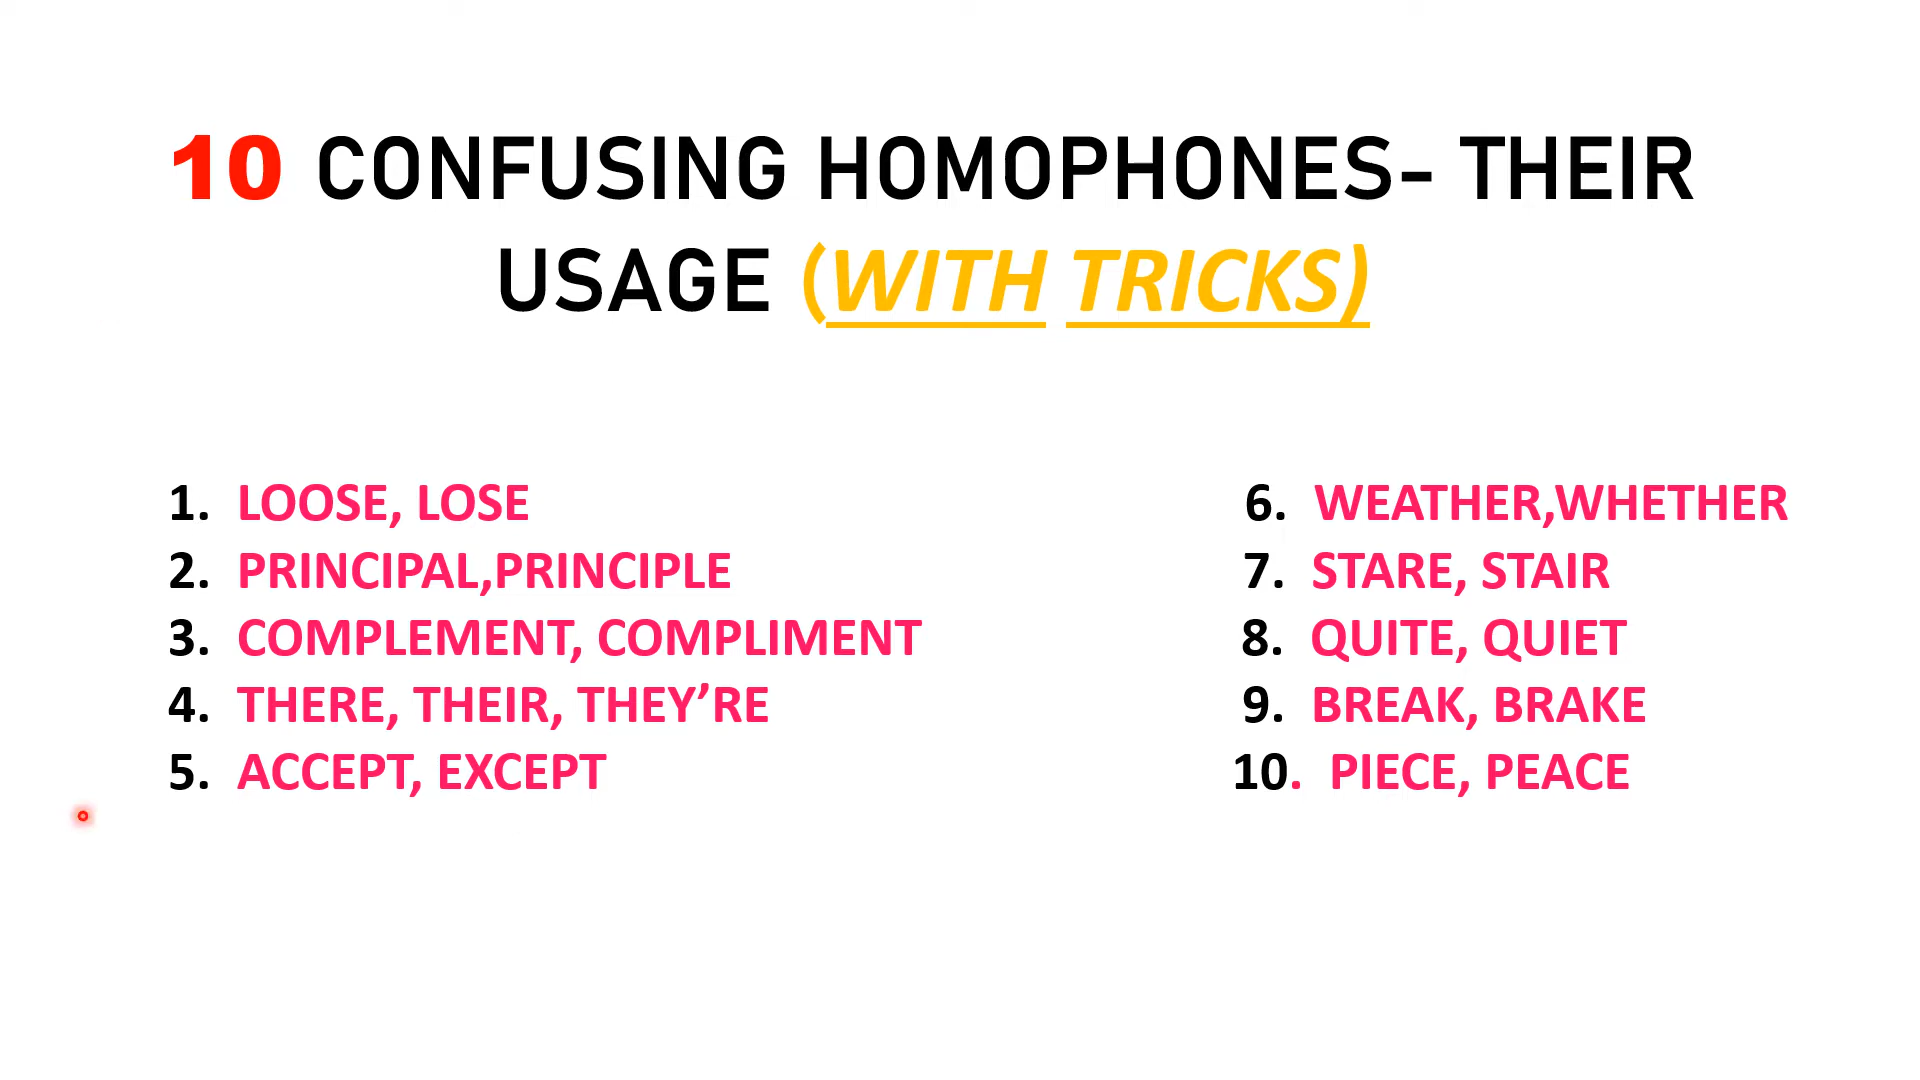 10 CONFUSING HOMOPHONES- THEIR
USAGE (WITH TRICKS)
1. LOOSE, LOSE
2. PRINCIPAL,PRINCIPLE
3. COMPLEMENT, COMPLIMENT
4. THERE, THEIR, THEY’RE
5. ACCEPT, EXCEPT
6. WEATHER,WHETHER
7. STARE, STAIR
8. QUITE, QUIET
9. BREAK, BRAKE
10. PIECE, PEACE